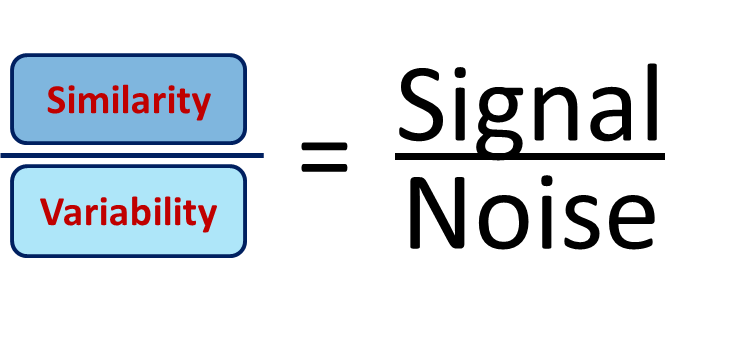 Similarity
Variability
=
Signal
Noise